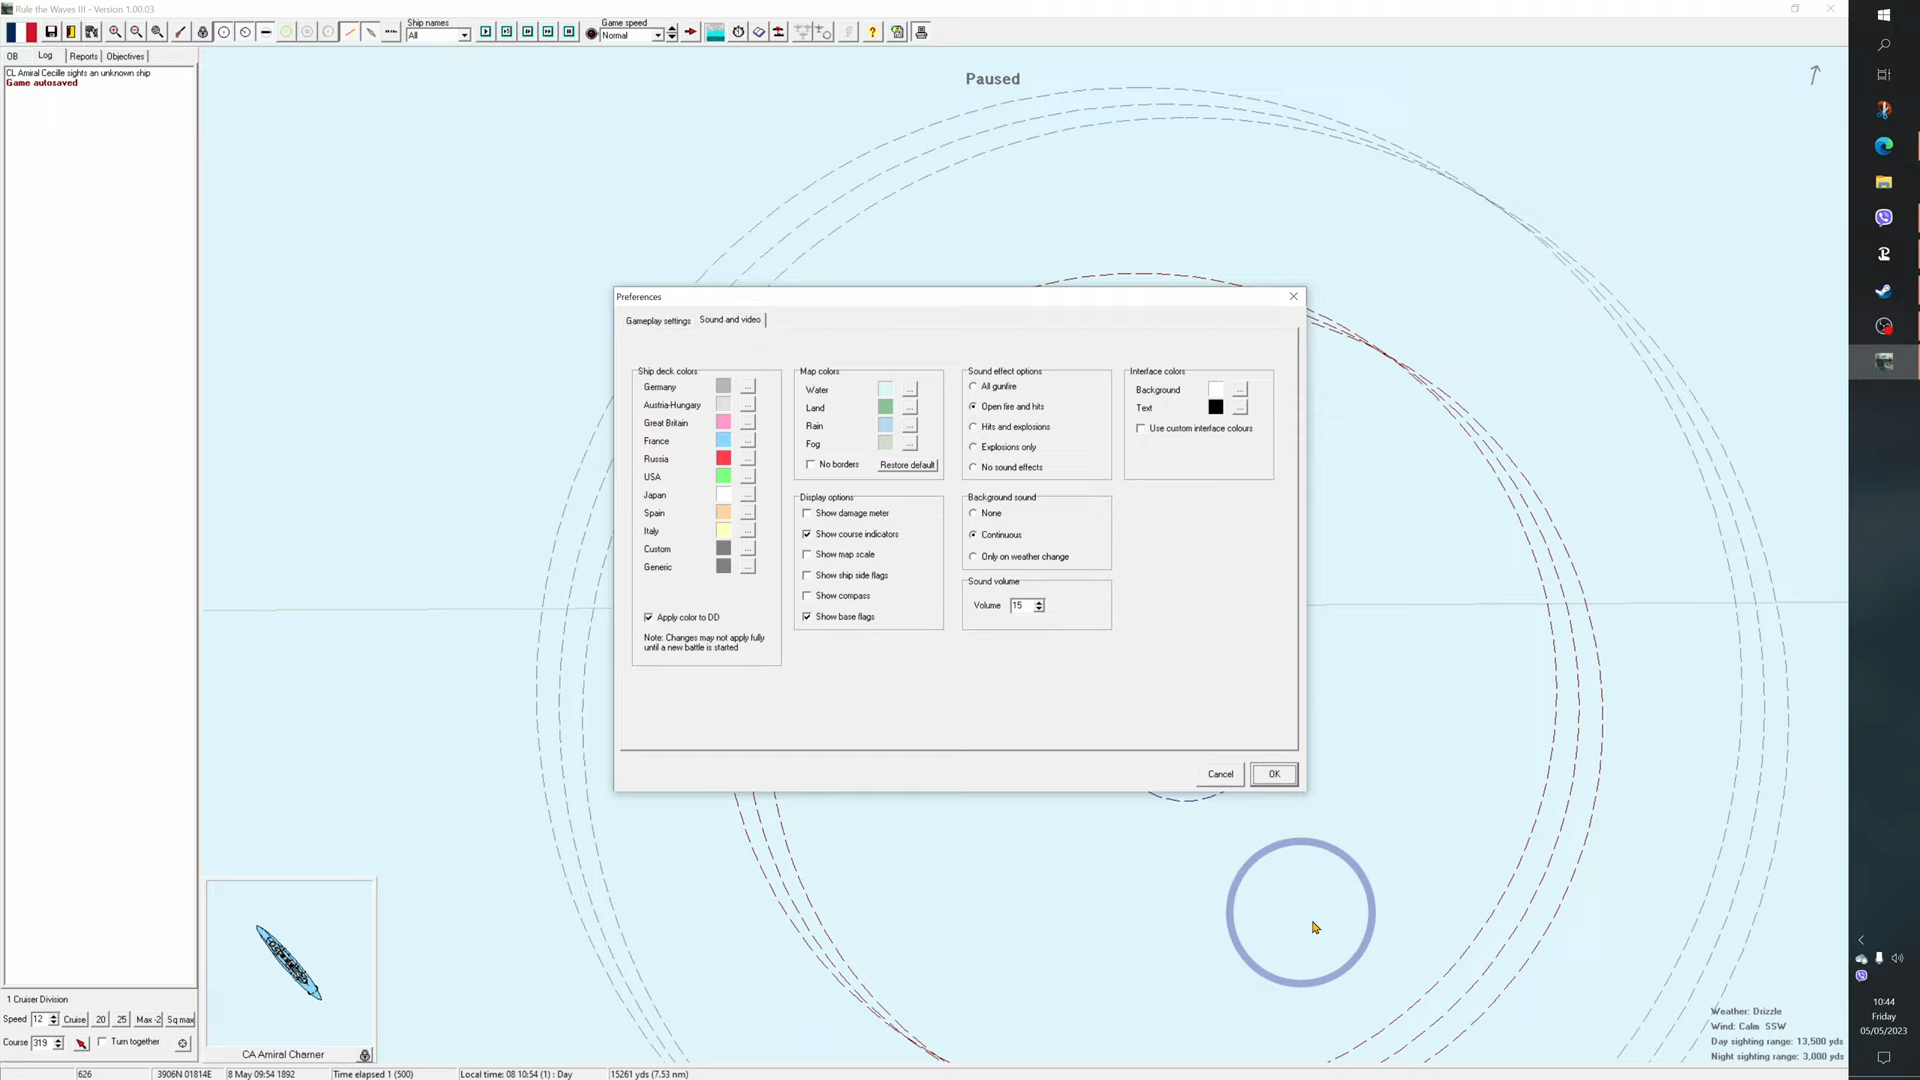 Rule the Waves III - Version 1.00.03
Ship names
All
Game speed
Normal
OB
Log
Reports
Objectives
CL Amiral Cecille sights an unknown ship
Game autosaved
Paused
Preferences
Gameplay settings
Sound and video
Ship deck colors
Germany
...
Austria-Hungary
...
Great Britain
...
France
...
Russia
...
USA
...
Japan
...
Spain
...
Italy
...
Custom
...
Generic
...
Apply color to DD
Note: Changes may not apply fully
until a new battle is started
Map colors
Water
...
Land
...
Rain
...
Fog
...
No borders
Restore default
Display options
Show damage meter
Show course indicators
Show map scale
Show ship side flags
Show compass
Show base flags
Sound effect options
All gunfire
Open fire and hits
Hits and explosions
Explosions only
No sound effects
Background sound
None
Continuous
Only on weather change
Sound volume
Volume 15
Interface colors
Background
...
Text
...
Use custom interface colours
Cancel
OK
1 Cruiser Division
Speed 12 Cruise 20 25 Max -2 Sq max
Course 319 Turn together
CA Amiral Charner
Weather: Drizzle
Wind: Calm SSW
Day sighting range: 13,500 yds
Night sighting range: 3,000 yds
626
3906N 01814E
8 May 09:54 1892
Time elapsed 1 (500)
Local time: 08 10:54 (1) : Day
15261 yds (7.53 nm)
10:44
Friday
05/05/2023